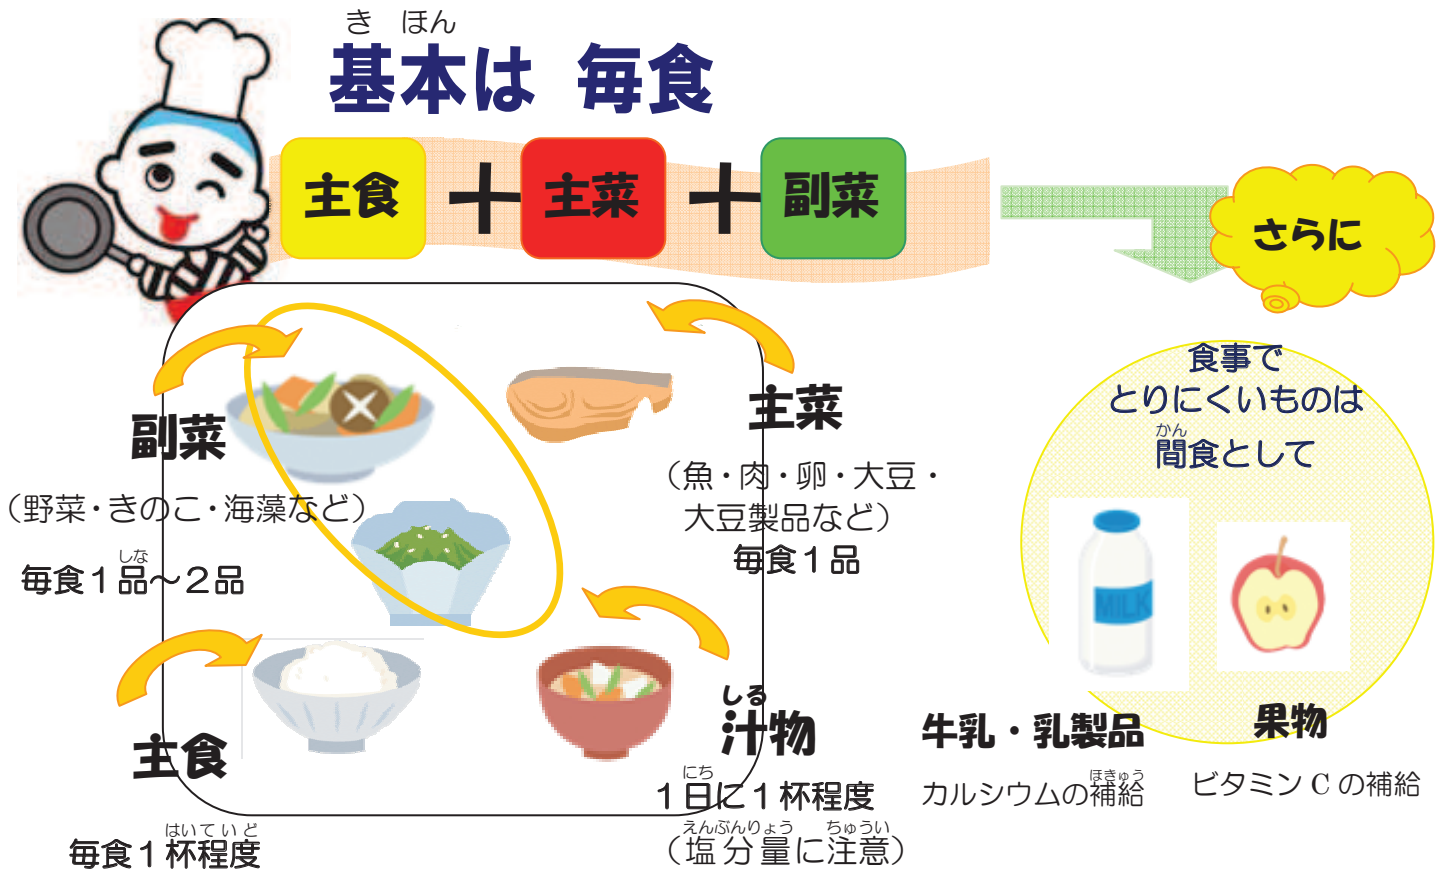 き ほん
基本は 毎食
主食 + 主菜 + 副菜
さらに
副菜
(野菜・きのこ・海藻など)
しな
毎食1品~2品
主菜
(魚・肉・卵・大豆・
大豆製品など)
毎食1品
主食
はいていど
毎食1杯程度
しる
汁物
にち
1日に1杯程度
えんぶんりょう ちゅうい
(塩分量に注意)
食事で
とりにくいものは
かん
間食として
MILK
牛乳・乳製品
ほきゅう
カルシウムの補給
果物
ビタミンCの補給